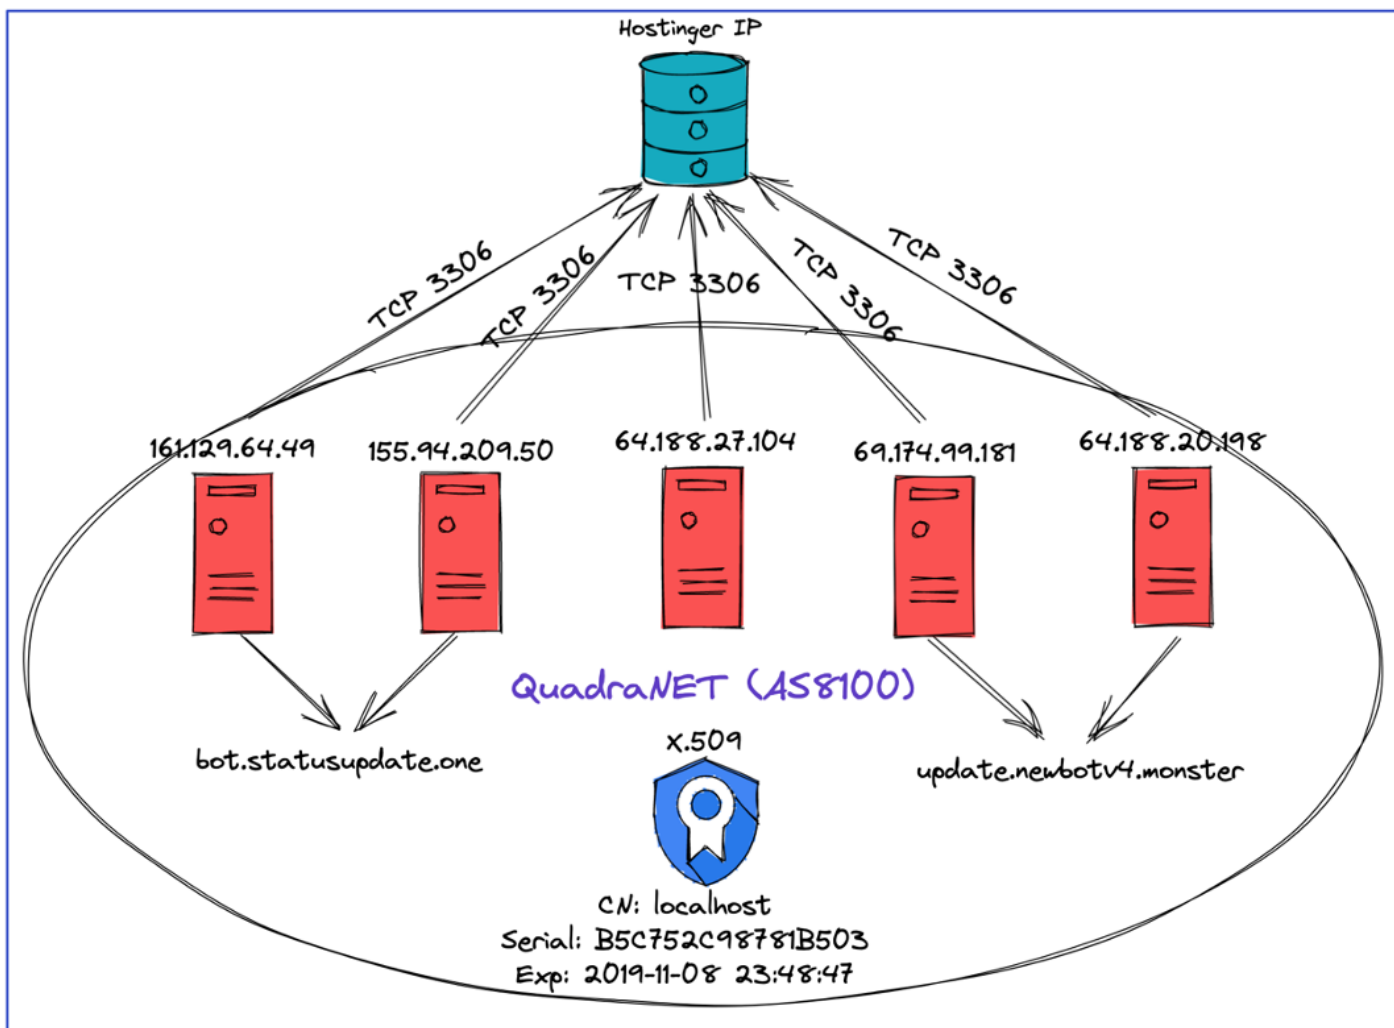 Hostinger IP
TCP 3306
TCP 3306
TCP 3306
TCP 3306
TCP 3306
161.129.64.49
155.94.209.50
64.188.27.104
69.174.99.181
64.188.20.198
QuadraNET (AS8100)
bot.statusupdate.one
update.newbotv4.monster
X.509
CN: localhost
Serial: B5C752C98781B503
Exp: 2019-11-08 23:48:47